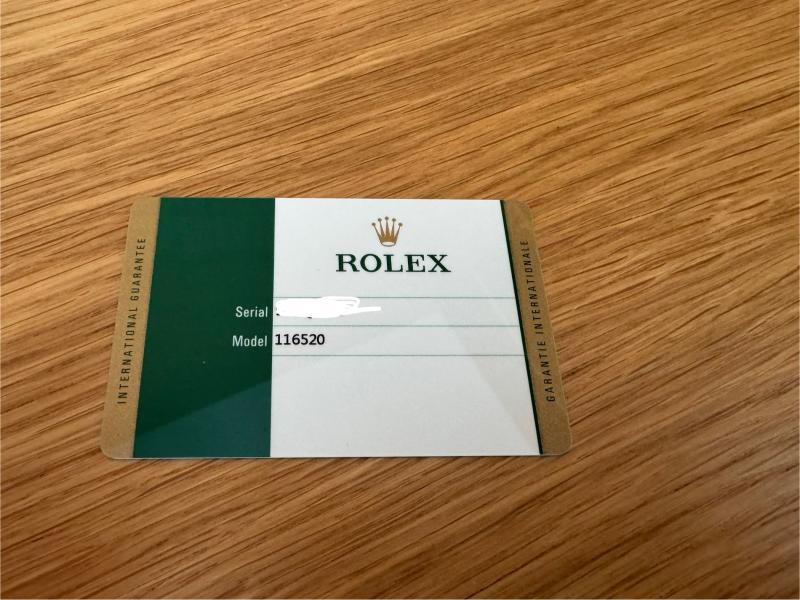 INTERNATIONAL GUARANTEE
ROLEX
Serial
Model 116520
GARANTIE INTERNATIONALE